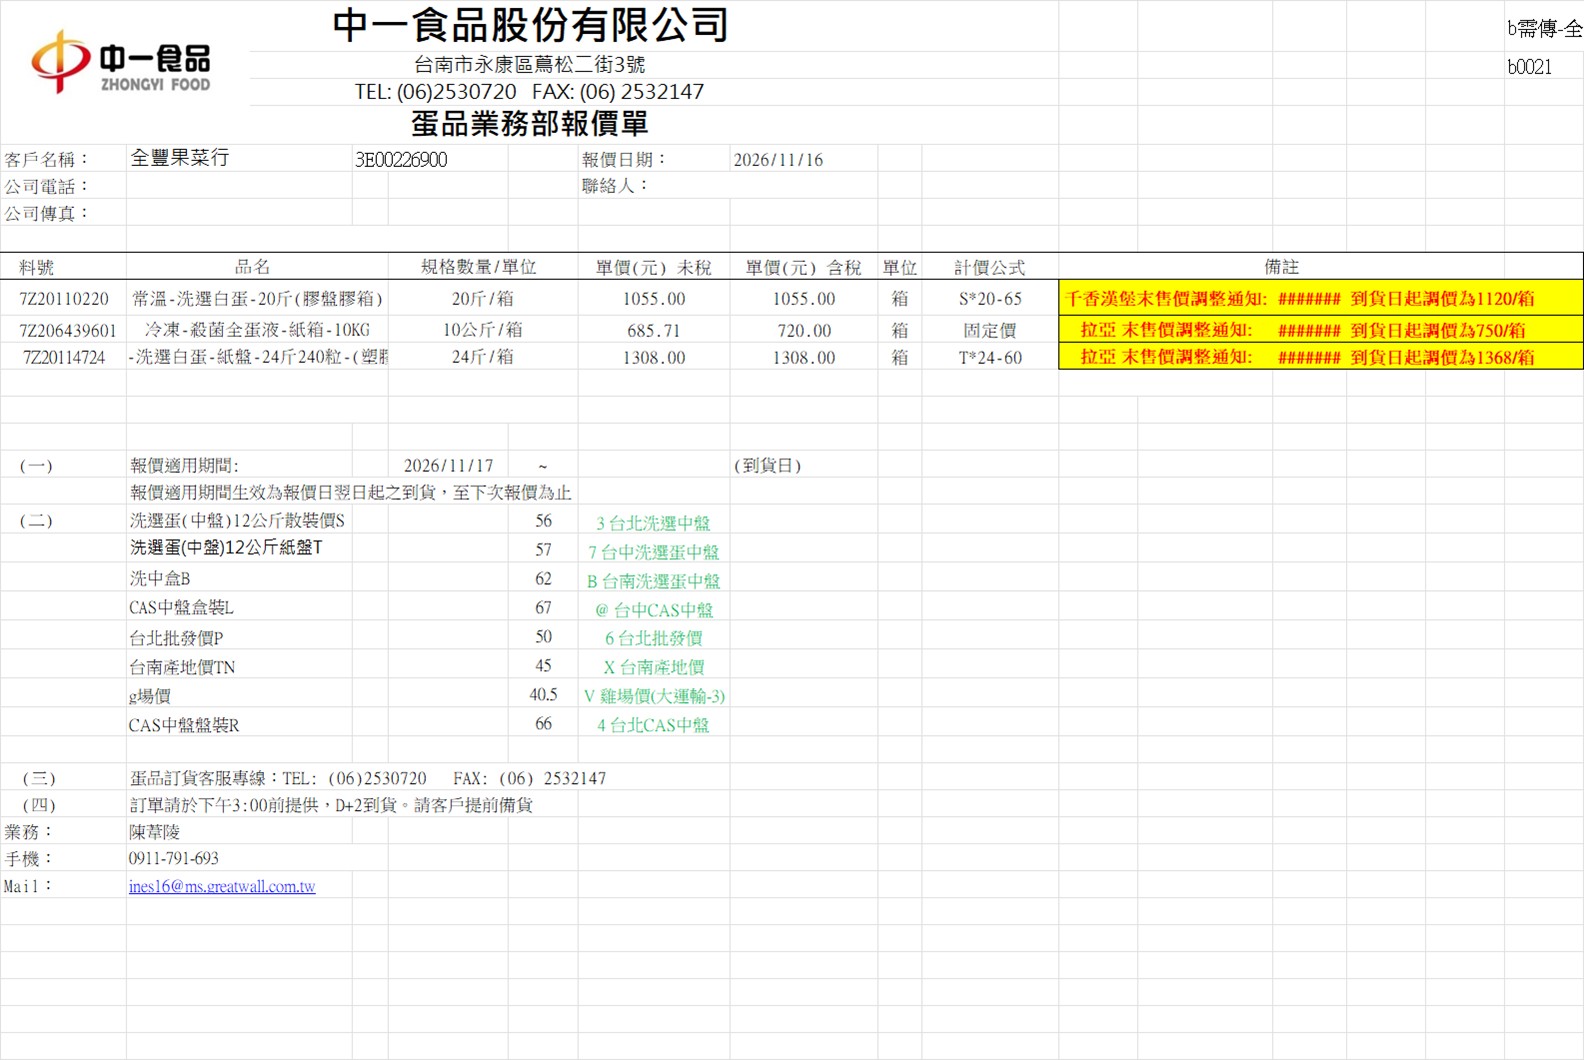 中一食品股份有限公司
b需傳-全
中一食品
ZHONGYI FOOD
台南市永康區蔦松二街3號
b0021
TEL: (06)2530720 FAX: (06) 2532147
蛋品業務部報價單
客戶名稱： 全豐果菜行 3E00226900 報價日期： 2026/11/16
公司電話： 聯絡人：
公司傳真：
料號 品名 規格數量/單位 單價(元) 未稅 單價(元) 含稅 單位 計價公式 備註
7Z20110220 常溫-洗選白蛋-20斤(膠盤膠箱) 20斤/箱 1055.00 1055.00 箱 S*20-65 千香漢堡末售價調整通知: ####### 到貨日起調價為1120/箱
7Z206439601 冷凍-殺菌全蛋液-紙箱-10KG 10公斤/箱 685.71 720.00 箱 固定價 拉亞 末售價調整通知: ####### 到貨日起調價為750/箱
7Z20114724 -洗選白蛋-紙盤-24斤240粒-(塑膠 24斤/箱 1308.00 1308.00 箱 T*24-60 拉亞 末售價調整通知: ####### 到貨日起調價為1368/箱
(一) 報價適用期間: 2026/11/17 ~ (到貨日)
報價適用期間生效為報價日翌日起之到貨，至下次報價為止
(二) 洗選蛋(中盤)12公斤散裝價S 56 3 台北洗選中盤
洗選蛋(中盤)12公斤紙盤T 57 7 台中洗選蛋中盤
洗中盒B 62 B 台南洗選蛋中盤
CAS中盤盒裝L 67 @ 台中CAS中盤
台北批發價P 50 6 台北批發價
台南產地價TN 45 X 台南產地價
g場價 40.5 V 雞場價(大運輸-3)
CAS中盤盤裝R 66 4 台北CAS中盤
(三) 蛋品訂貨客服專線：TEL: (06)2530720 FAX: (06) 2532147
(四) 訂單請於下午3:00前提供，D+2到貨。請客戶提前備貨
業務： 陳葦陵
手機： 0911-791-693
Mail： ines16@ms.greatwall.com.tw